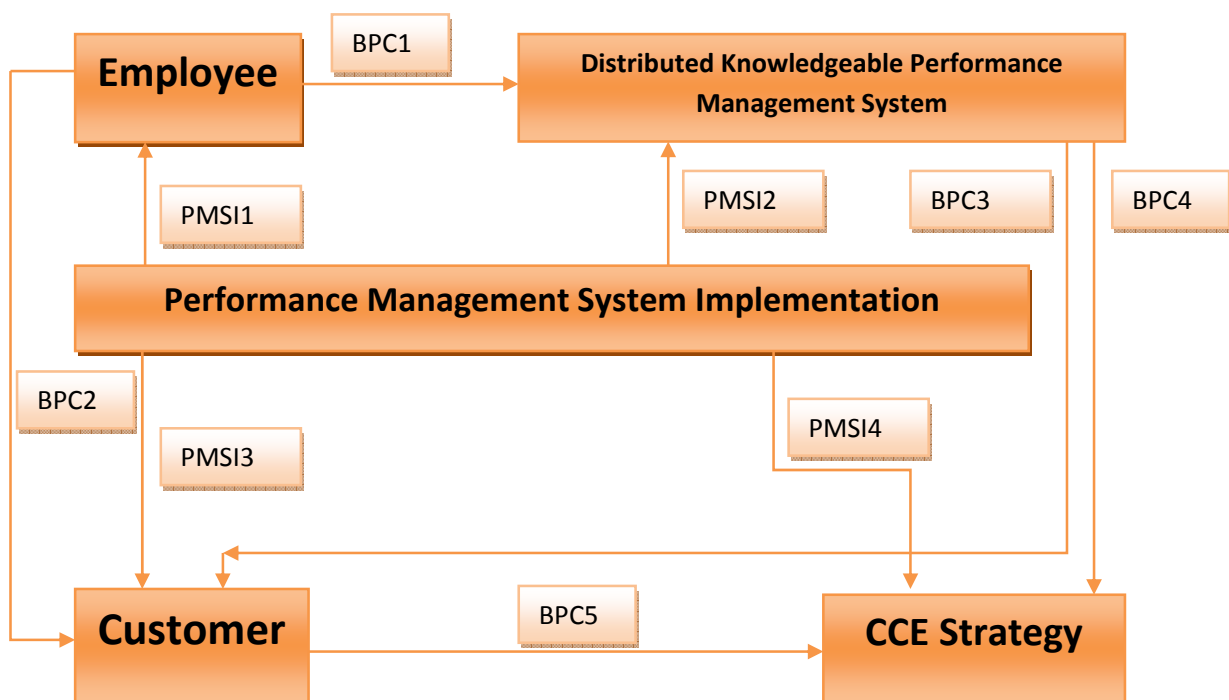 BPC1
Employee
Distributed Knowledgeable Performance
Management System
PMSI1
PMSI2
BPC3
BPC4
Performance Management System Implementation
BPC2
PMSI4
PMSI3
BPC5
Customer
CCE Strategy